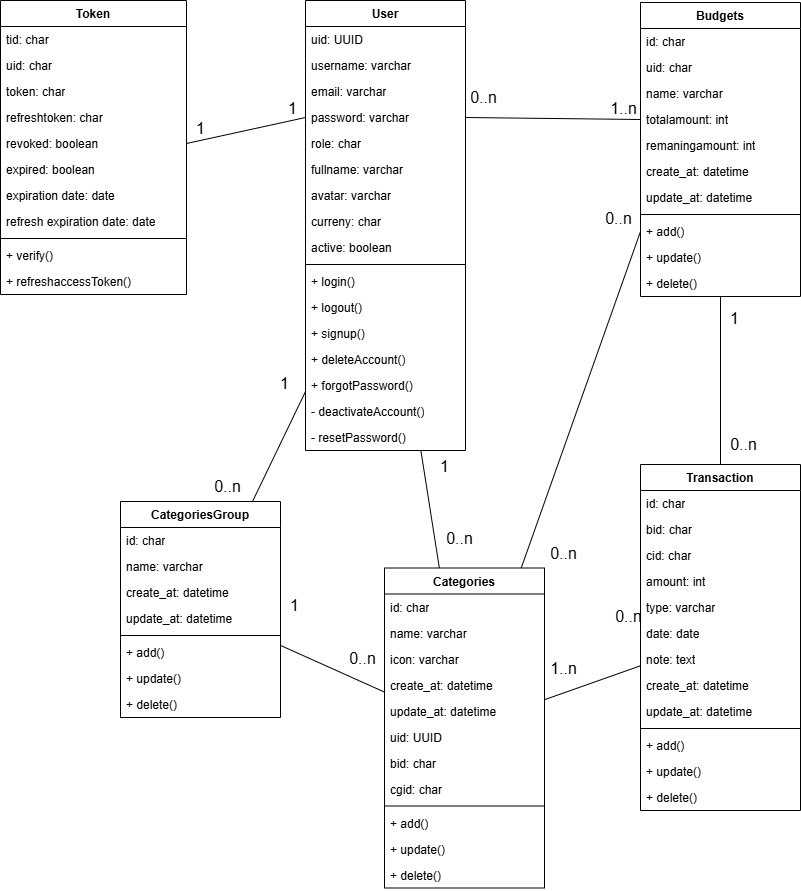 Token
tid: char
uid: char
token: char
refreshtoken: char
revoked: boolean
expired: boolean
expiration date: date
refresh expiration date: date
+ verify()
+ refreshaccessToken()
1
1
User
uid: UUID
username: varchar
email: varchar
password: varchar
role: char
fullname: varchar
avatar: varchar
curreny: char
active: boolean
+ login()
+ logout()
+ signup()
+ deleteAccount()
+ forgotPassword()
- deactivateAccount()
- resetPassword()
0..n
1..n
Budgets
id: char
uid: char
name: varchar
totalamount: int
remaningamount: int
create_at: datetime
update_at: datetime
+ add()
+ update()
+ delete()
0..n
1
0..n
1
0..n
1
0..n
0..n
CategoriesGroup
id: char
name: varchar
create_at: datetime
update_at: datetime
+ add()
+ update()
+ delete()
1
0..n
Categories
id: char
name: varchar
icon: varchar
create_at: datetime
update_at: datetime
uid: UUID
bid: char
cgid: char
+ add()
+ update()
+ delete()
1..n
0..n
Transaction
id: char
bid: char
cid: char
amount: int
type: varchar
date: date
note: text
create_at: datetime
update_at: datetime
+ add()
+ update()
+ delete()